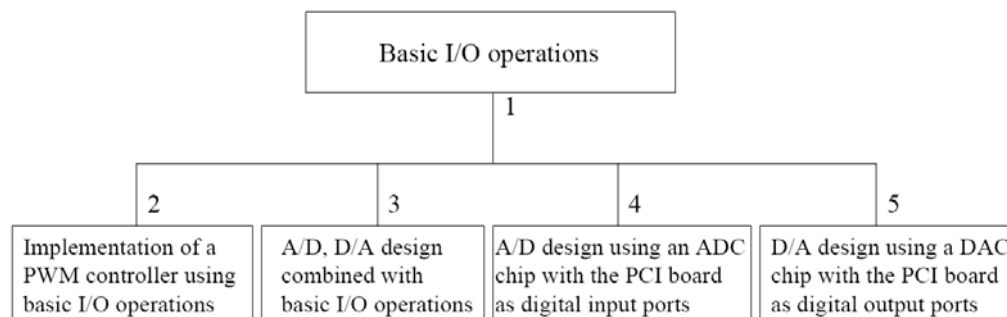 Basic I/O operations
1
2
3
4
5
Implementation of a
PWM controller using
basic I/O operations
A/D, D/A design
combined with
basic I/O operations
A/D design using an ADC
chip with the PCI board
as digital input ports
D/A design using a DAC
chip with the PCI board
as digital output ports